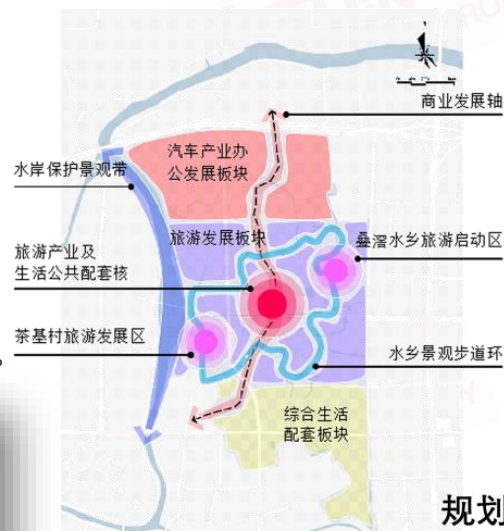 商业发展轴
汽车产业办
公发展板块
水岸保护景观带
旅游发展板块
叠滘水乡旅游启动区
旅游产业及
生活公共配套核
茶基村旅游发展区
水乡景观步道环
综合生活
配套板块
规划